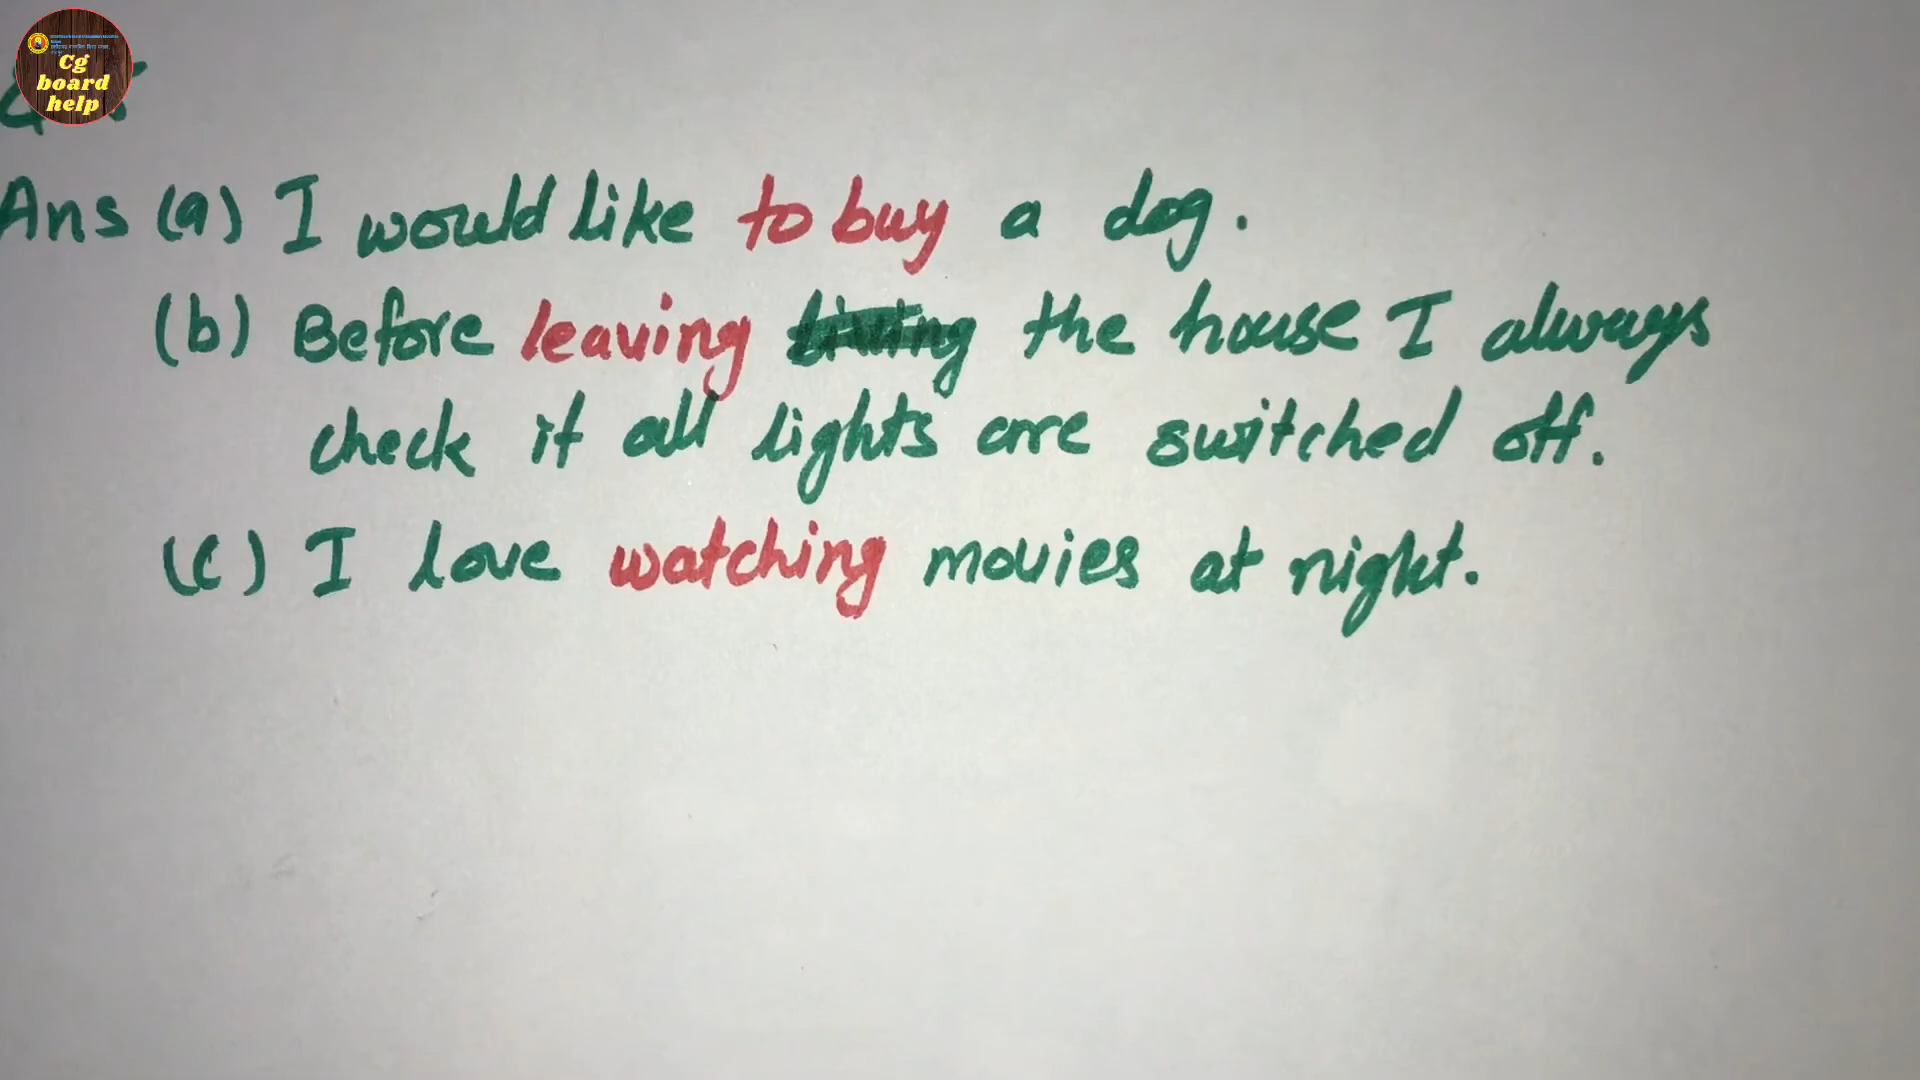 Cg
board
help
Ans (a) I would like to buy a dog.
(b) Before leaving the house I always
check if all lights are switched off.
(c) I love watching movies at night.